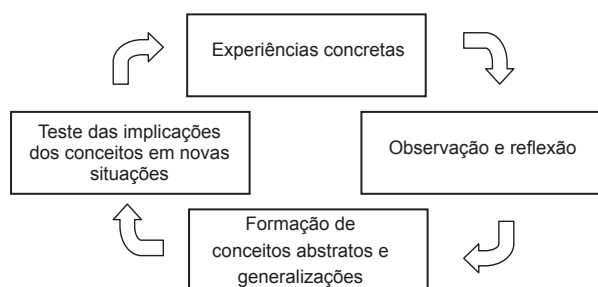 Experiências concretas
Teste das implicações
dos conceitos em novas
situações
Observação e reflexão
Formação de
conceitos abstratos e
generalizações